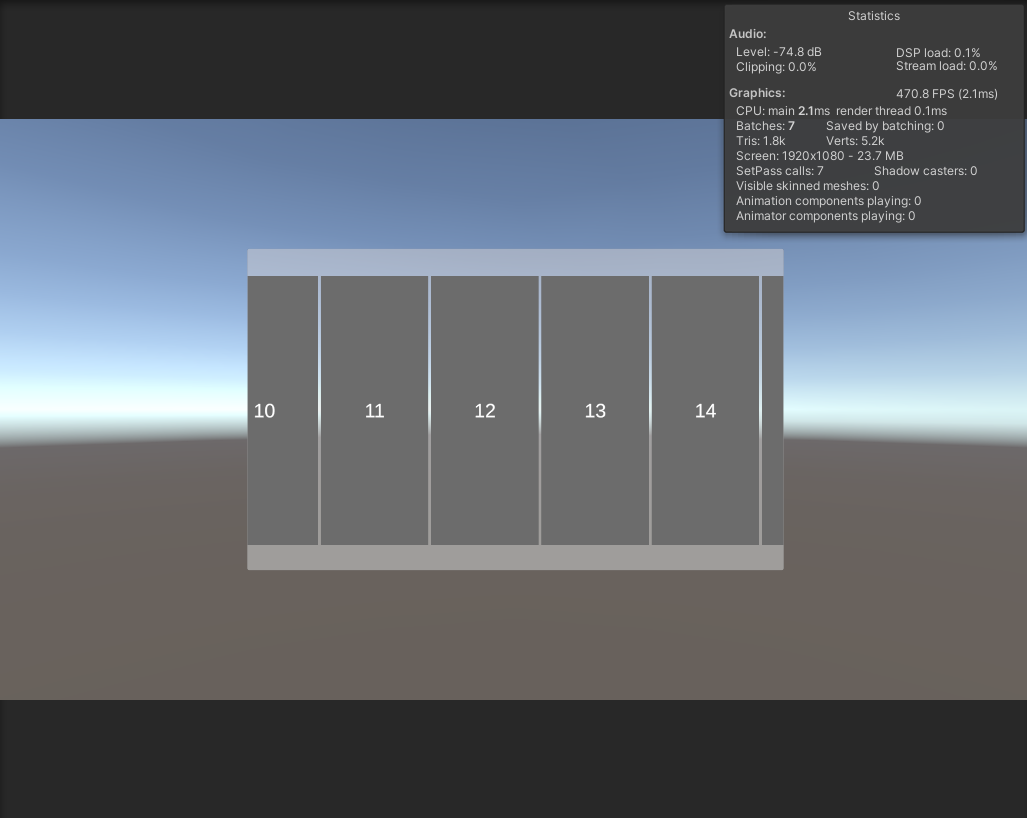 Statistics
Audio:
Level: -74.8 dB DSP load: 0.1%
Clipping: 0.0% Stream load: 0.0%
Graphics: 470.8 FPS (2.1ms)
CPU: main 2.1ms render thread 0.1ms
Batches: 7 Saved by batching: 0
Tris: 1.8k Verts: 5.2k
Screen: 1920x1080 - 23.7 MB
SetPass calls: 7 Shadow casters: 0
Visible skinned meshes: 0
Animation components playing: 0
Animator components playing: 0
10 11 12 13 14